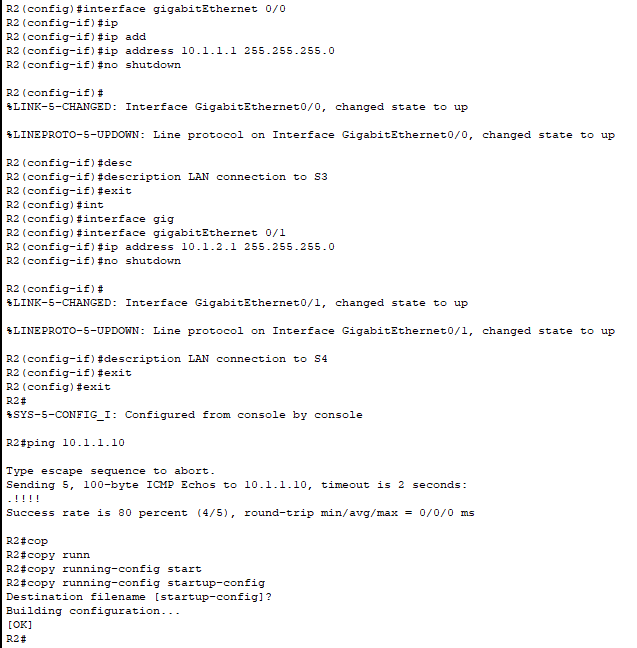 R2(config)#interface gigabitEthernet 0/0
R2(config-if)#ip
R2(config-if)#ip add
R2(config-if)#ip address 10.1.1.1 255.255.255.0
R2(config-if)#no shutdown

R2(config-if)#
%LINK-5-CHANGED: Interface GigabitEthernet0/0, changed state to up

%LINEPROTO-5-UPDOWN: Line protocol on Interface GigabitEthernet0/0, changed state to up

R2(config-if)#desc
R2(config-if)#description LAN connection to S3
R2(config-if)#exit
R2(config)#int
R2(config)#interface gig
R2(config)#interface gigabitEthernet 0/1
R2(config-if)#ip address 10.1.2.1 255.255.255.0
R2(config-if)#no shutdown

R2(config-if)#
%LINK-5-CHANGED: Interface GigabitEthernet0/1, changed state to up

%LINEPROTO-5-UPDOWN: Line protocol on Interface GigabitEthernet0/1, changed state to up

R2(config-if)#description LAN connection to S4
R2(config-if)#exit
R2(config)#exit
R2#
%SYS-5-CONFIG_I: Configured from console by console

R2#ping 10.1.1.10

Type escape sequence to abort.
Sending 5, 100-byte ICMP Echos to 10.1.1.10, timeout is 2 seconds:
.!!!!
Success rate is 80 percent (4/5), round-trip min/avg/max = 0/0/0 ms

R2#cop
R2#copy runn
R2#copy running-config start
R2#copy running-config startup-config
Destination filename [startup-config]?
Building configuration...
[OK]
R2#